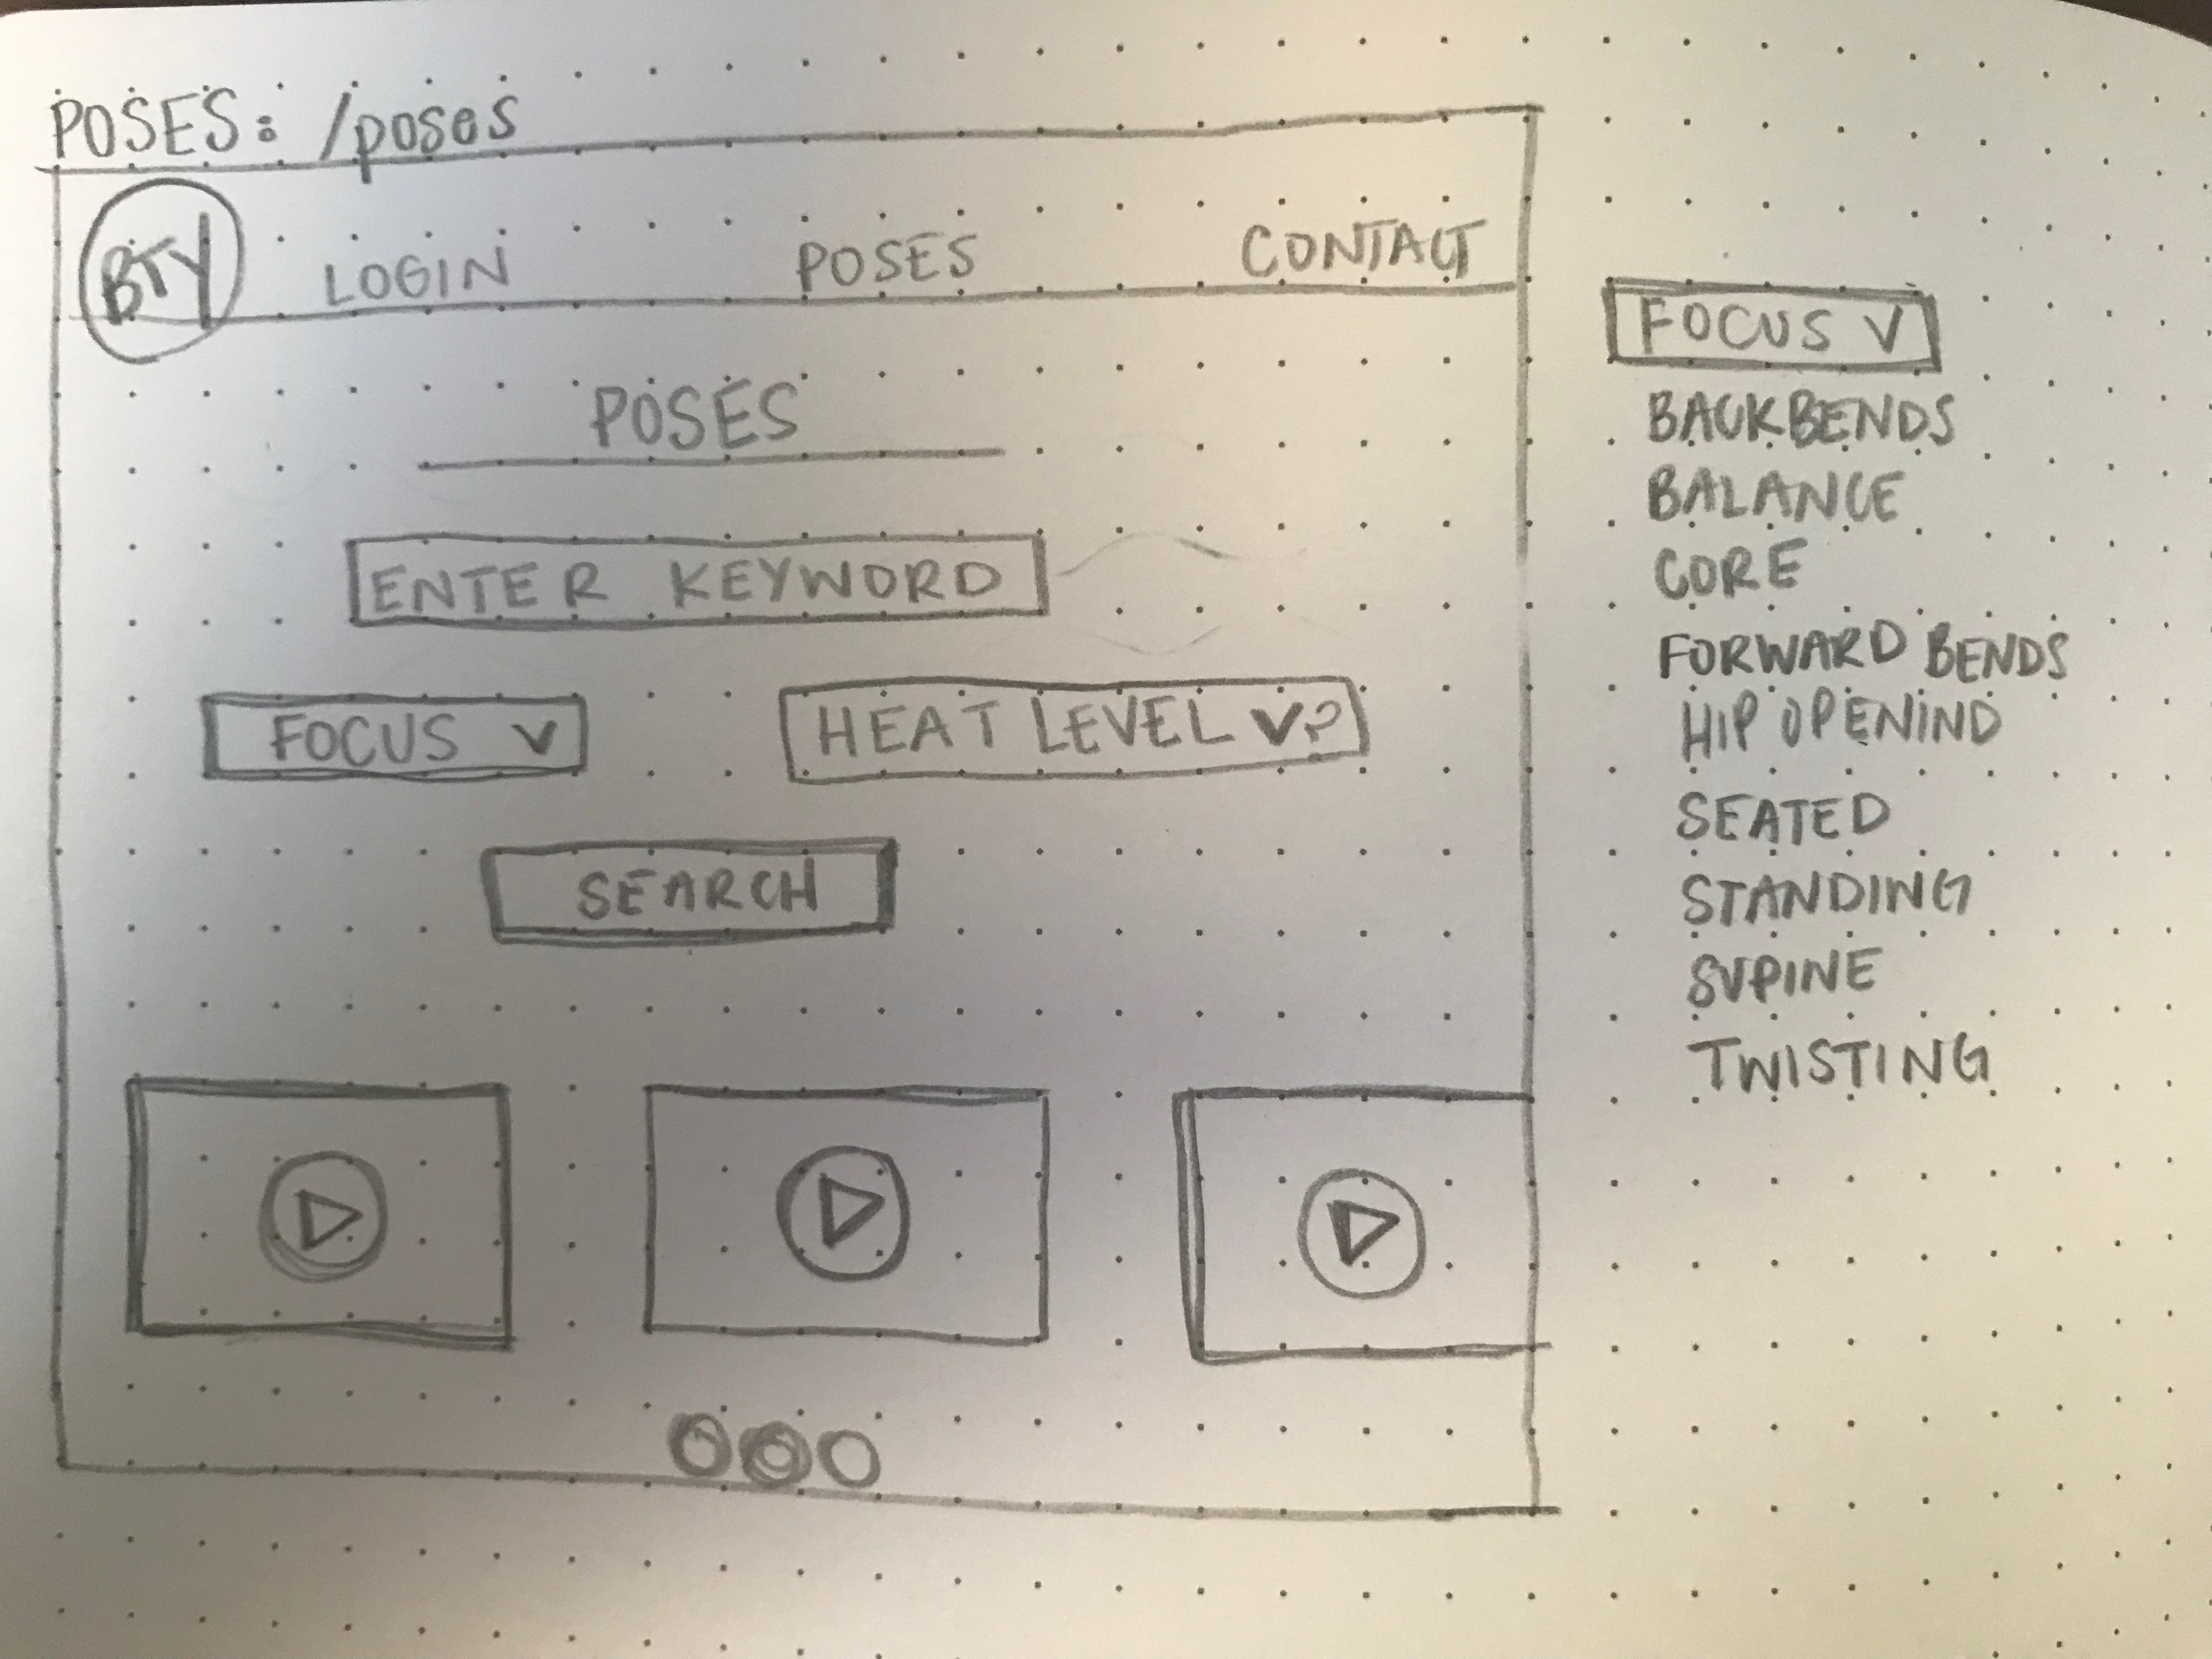 POSES: /poses
BTY LOGIN POSES CONTACT
POSES
ENTER KEYWORD
FOCUS V HEAT LEVEL V?
SEARCH
FOCUS V
BACKBENDS
BALANCE
CORE
FORWARD BENDS
HIP OPENIND
SEATED
STANDING
SUPINE
TWISTING